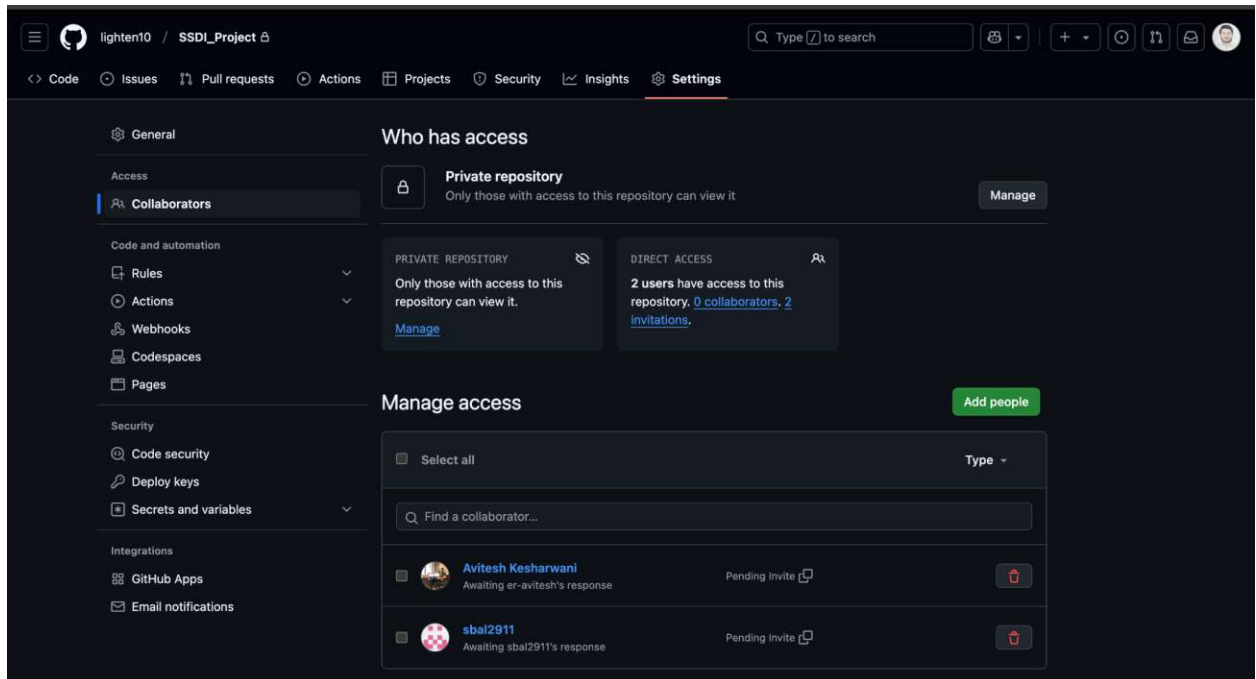 lighten10 / SSDI_Project
Type / to search
Code
Issues
Pull requests
Actions
Projects
Security
Insights
Settings
General
Access
Collaborators
Code and automation
Rules
Actions
Webhooks
Codespaces
Pages
Security
Code security
Deploy keys
Secrets and variables
Integrations
GitHub Apps
Email notifications
Who has access
Private repository
Only those with access to this repository can view it
Manage
PRIVATE REPOSITORY
Only those with access to this
repository can view it.
Manage
DIRECT ACCESS
2 users have access to this
repository. 0 collaborators. 2
invitations.
Manage access
Add people
Select all
Type
Find a collaborator...
Avitesh Kesharwani
Awaiting er-avitesh's response
Pending Invite
sbal2911
Awaiting sbal2911's response
Pending Invite